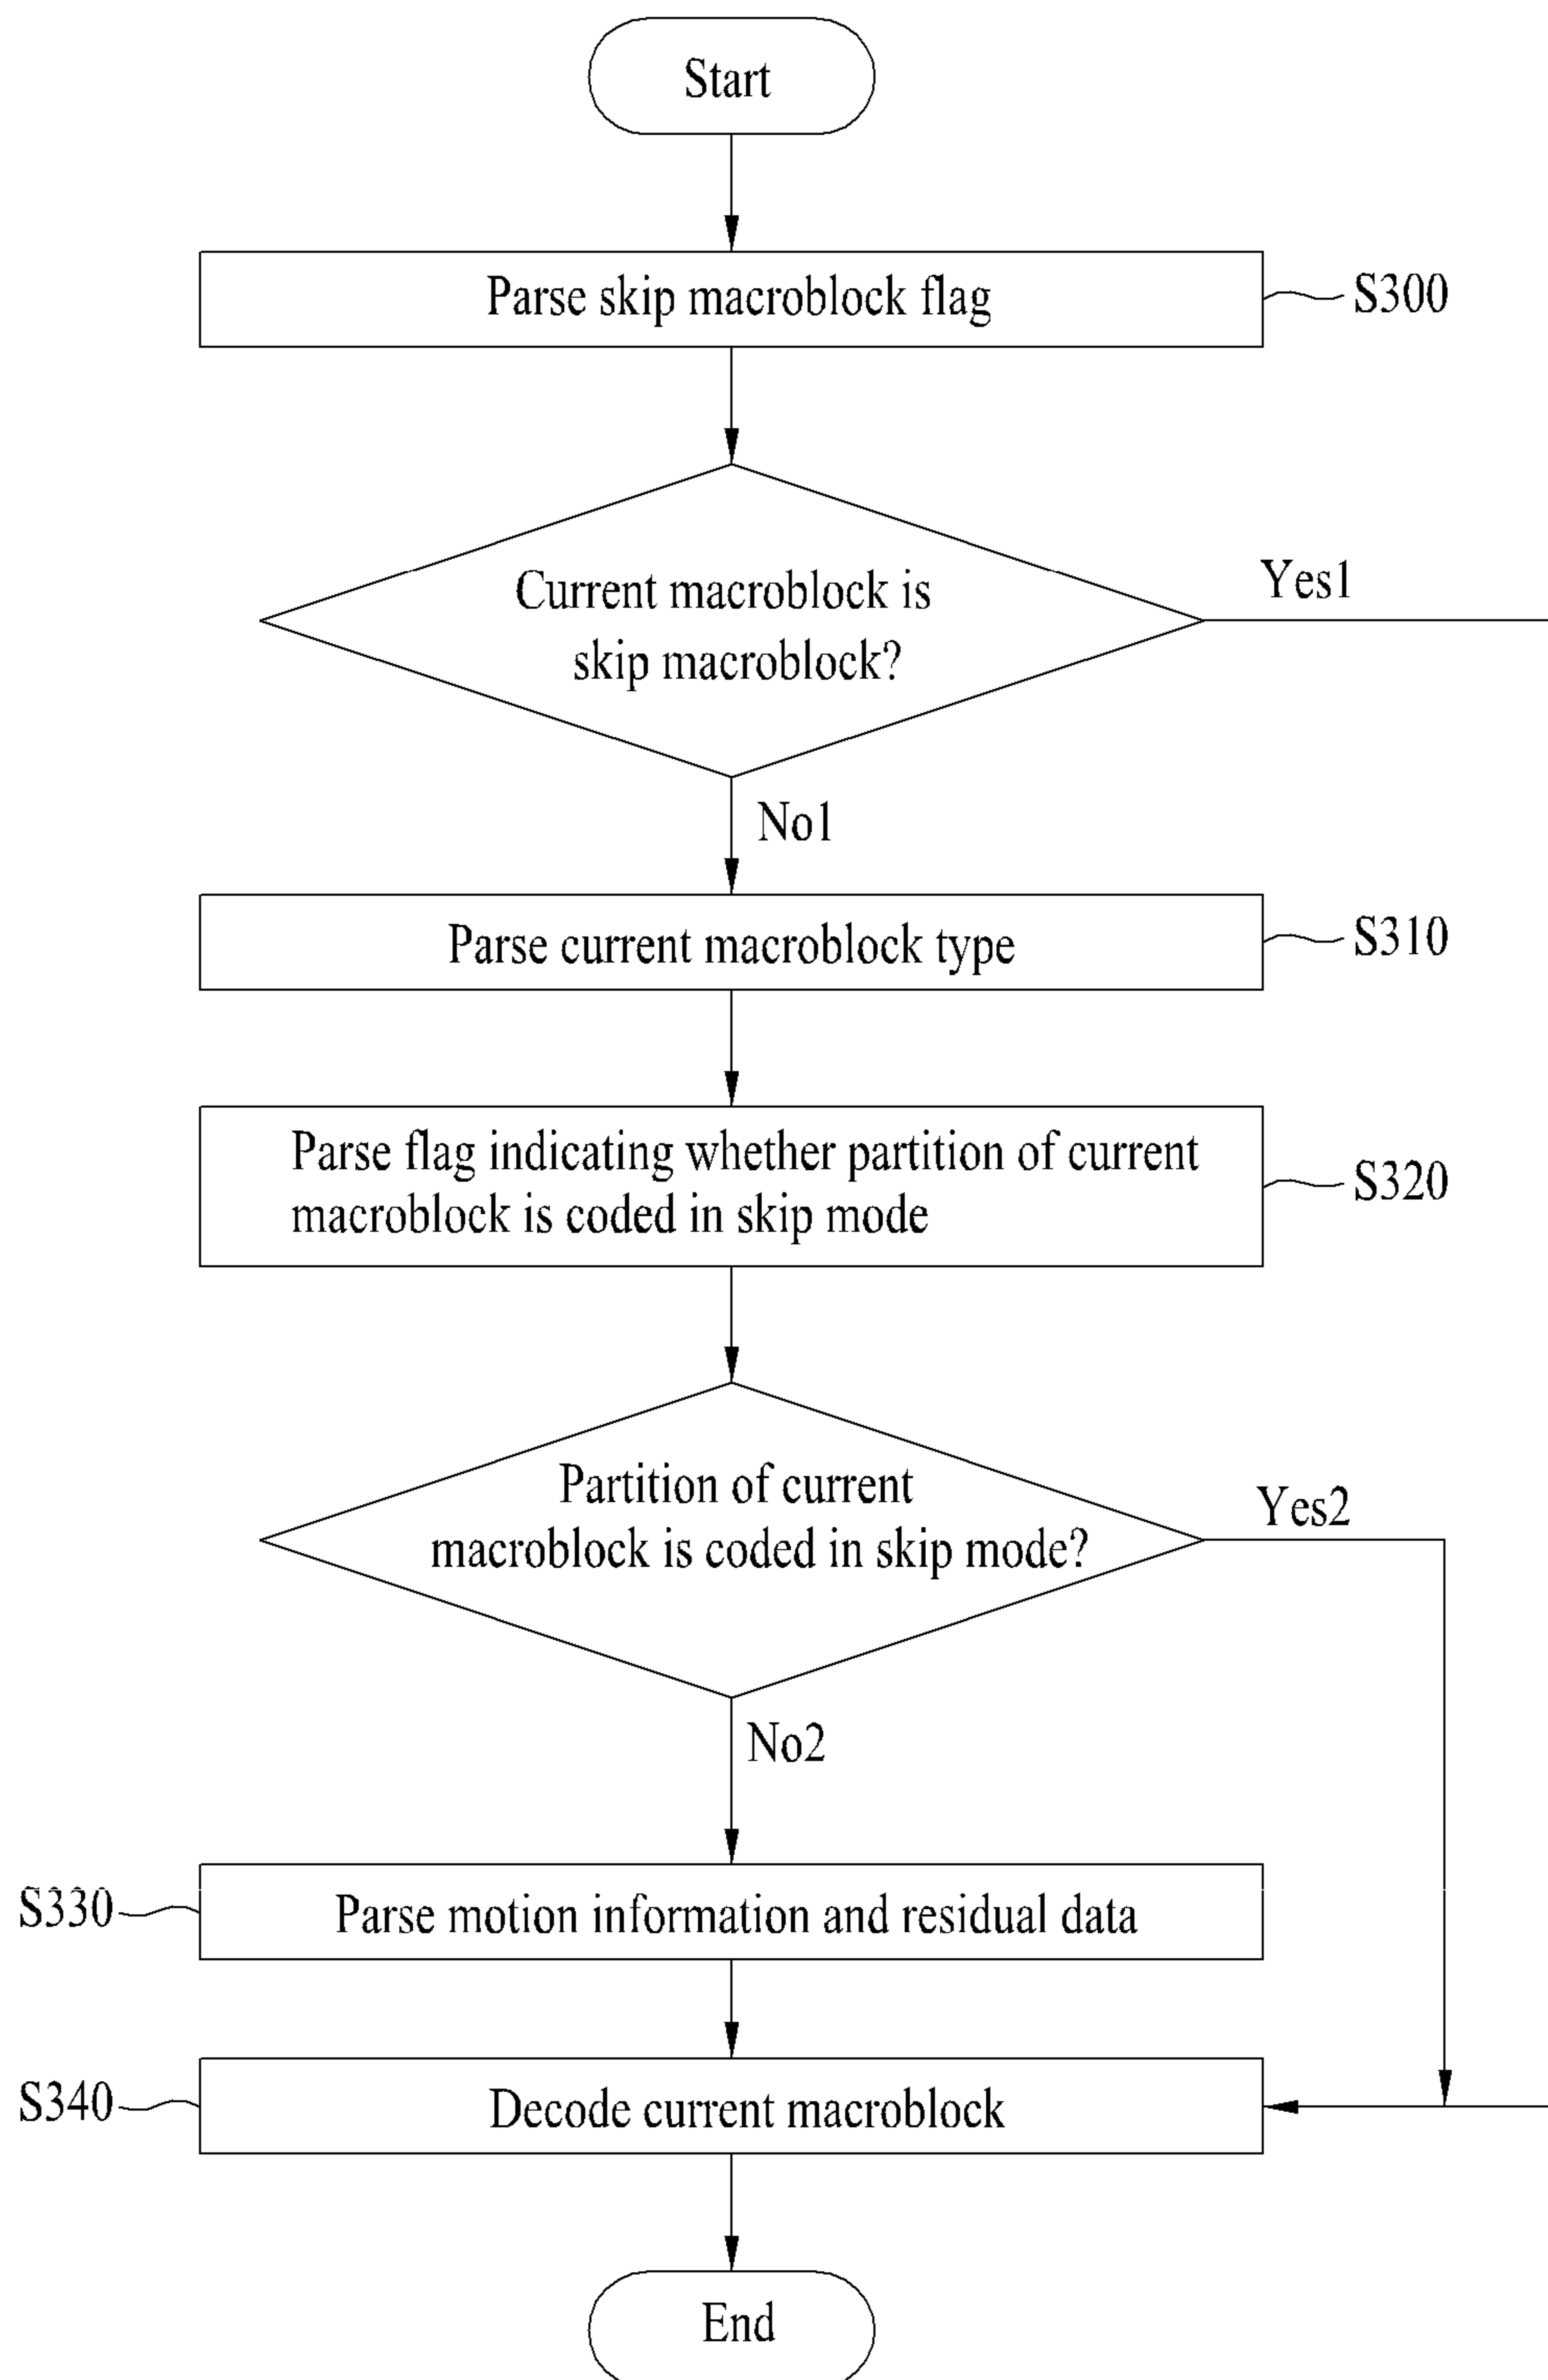 Start
Parse skip macroblock flag
S300
Current macroblock is
skip macroblock?
Yes1
No1
Parse current macroblock type
S310
Parse flag indicating whether partition of current
macroblock is coded in skip mode
S320
Partition of current
macroblock is coded in skip mode?
Yes2
No2
S330
Parse motion information and residual data
S340
Decode current macroblock
End